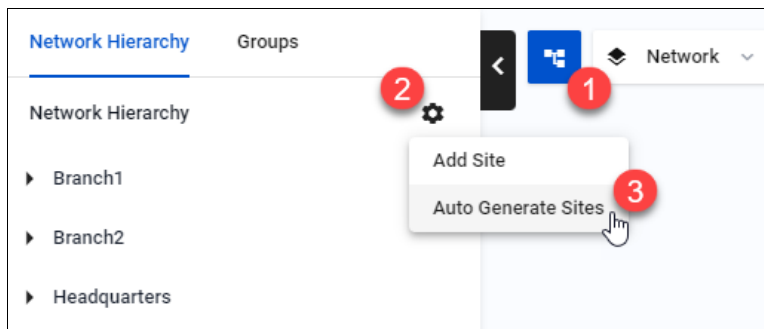 Network Hierarchy
Groups
Network
1
2
Network Hierarchy
Add Site
Branch1
Auto Generate Sites
3
Branch2
Headquarters